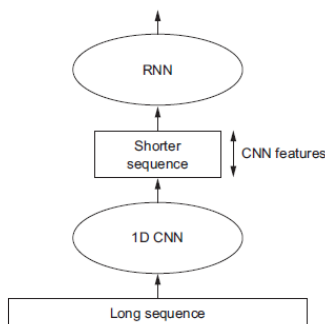 RNN
Shorter
sequence
CNN features
1D CNN
Long sequence